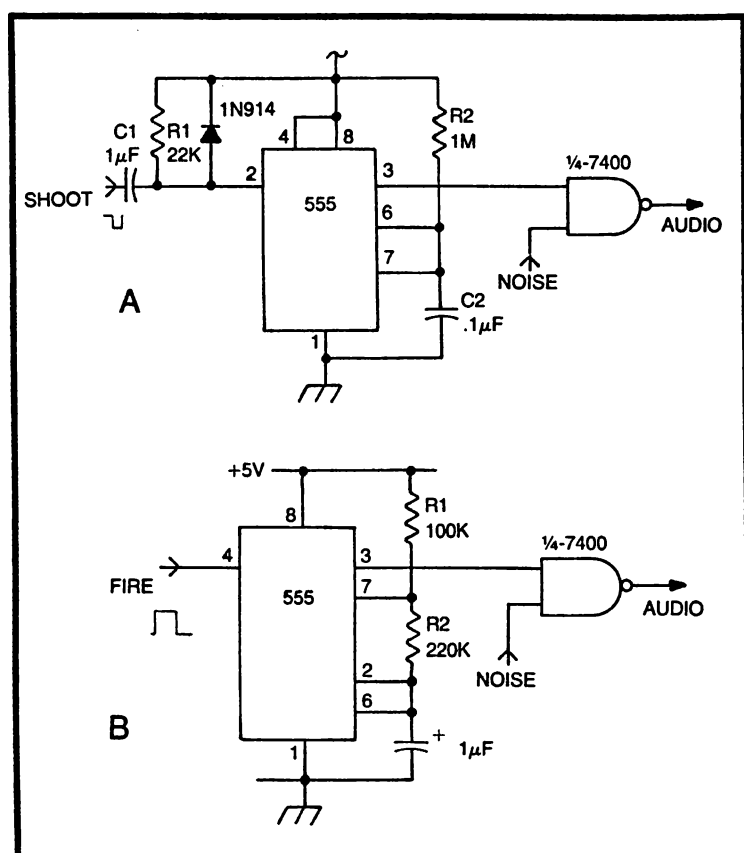 1N914
C1
1µF
R1
22K
4
8
R2
1M
SHOOT
2
555
3
6
7
¼-7400
AUDIO
NOISE
A
C2
.1µF
1
+5V
8
R1
100K
FIRE
4
555
3
7
R2
220K
2
6
¼-7400
AUDIO
NOISE
B
1
+
1µF